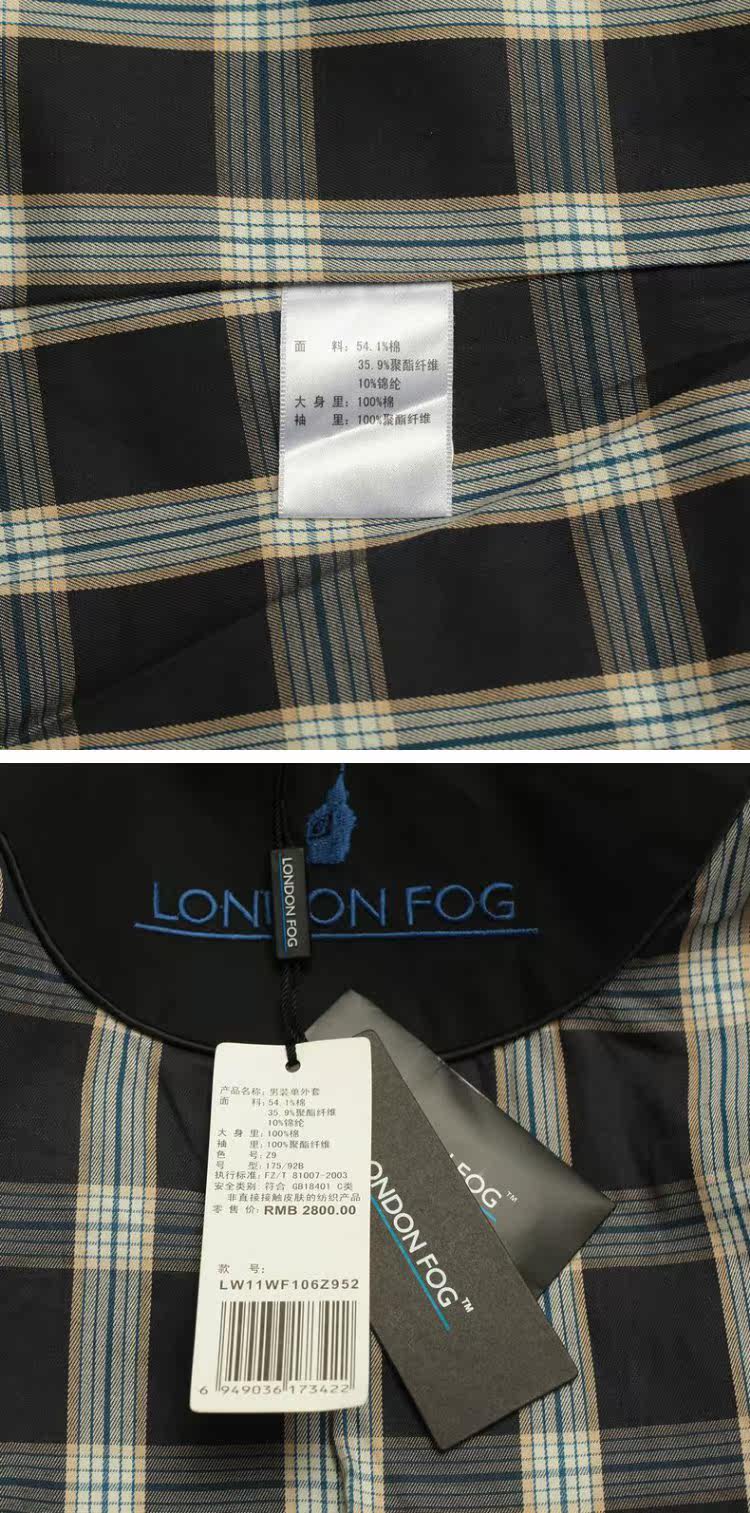 面 料: 54.1%棉
35.9%聚酯纤维
10%锦纶
大 身 里: 100%棉
袖 里: 100%聚酯纤维
LONDON FOG
LONDON FOG
产品名称: 男装单外套
面 料: 54.1%棉
35.9%聚酯纤维
10%锦纶
大 身 里: 100%棉
袖 里: 100%聚酯纤维
色 号: Z9
号 型: 175/92B
执行标准: FZ/T 81007-2003
安全类别: 符合 GB18401 C类
非直接接触皮肤的纺织产品
零 售 价: RMB 2800.00
款 号:
LW11WF106Z952
6 949036 173422
ONDON FOG™
FOG™